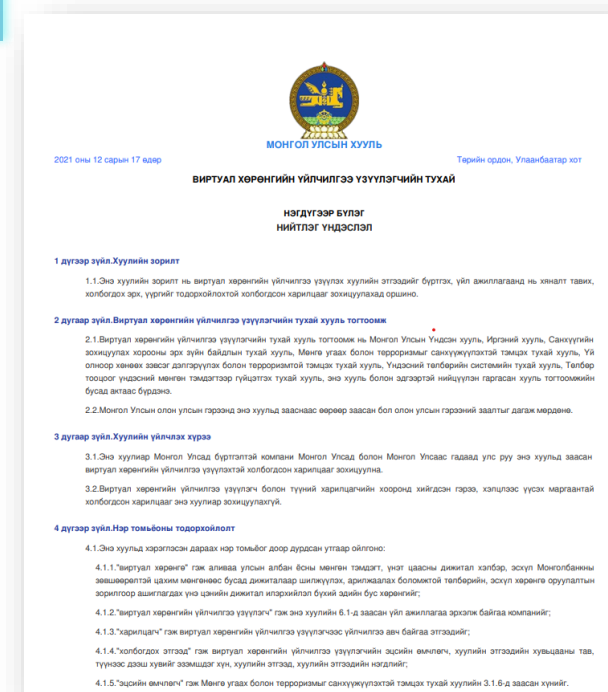 МОНГОЛ УЛСЫН ХУУЛЬ
2021 оны 12 сарын 17 өдөр
Төрийн ордон, Улаанбаатар хот
ВИРТУАЛ ХӨРӨНГИЙН ҮЙЛЧИЛГЭЭ ҮЗҮҮЛЭГЧИЙН ТУХАЙ
НЭГДҮГЭЭР БҮЛЭГ
НИЙТЛЭГ ҮНДЭСЛЭЛ
1 дүгээр зүйл.Хуулийн зорилт
1.1.Энэ хуулийн зорилт нь виртуал хөрөнгийн үйлчилгээ үзүүлэх хуулийн этгээдийг бүртгэх, үйл ажиллагаанд нь хяналт тавих,
холбогдох эрх, үүргийг тодорхойлохтой холбогдсон харилцааг зохицуулахад оршино.
2 дугаар зүйл.Виртуал хөрөнгийн үйлчилгээ үзүүлэгчийн тухай хууль тогтоомж
2.1.Виртуал хөрөнгийн үйлчилгээ үзүүлэгчийн тухай хууль тогтоомж нь Монгол Улсын Үндсэн хууль, Иргэний хууль, Санхүүгийн
зохицуулах хорооны эрх зүйн байдлын тухай хууль, Мөнгө угаах болон терроризмыг санхүүжүүлэхтэй тэмцэх тухай хууль, Үй
олноор хөнөөх зэвсэг дэлгэрүүлэх болон терроризмтой тэмцэх тухай хууль, Үндэсний төлбөрийн системийн тухай хууль, Төлбөр
тооцоог үндэсний мөнгөн тэмдэгтээр гүйцэтгэх тухай хууль, энэ хууль болон эдгээртэй нийцүүлэн гаргасан хууль тогтоомжийн
бусад актаас бүрдэнэ.
2.2.Монгол Улсын олон улсын гэрээнд энэ хуульд зааснаас өөрөөр заасан бол олон улсын гэрээний заалтыг дагаж мөрдөнө.
3 дугаар зүйл.Хуулийн үйлчлэх хүрээ
3.1.Энэ хуулиар Монгол Улсад бүртгэлтэй компани Монгол Улсад болон Монгол Улсаас гадаад улс руу энэ хуульд заасан
виртуал хөрөнгийн үйлчилгээ үзүүлэхтэй холбогдсон харилцааг зохицуулна.
3.2.Виртуал хөрөнгийн үйлчилгээ үзүүлэгч болон түүний харилцагчийн хооронд хийгдсэн гэрээ, хэлцлээс үүсэх маргаантай
холбогдсон харилцааг энэ хуулиар зохицуулахгүй.
4 дүгээр зүйл.Нэр томьёоны тодорхойлолт
4.1.Энэ хуульд хэрэглэсэн дараах нэр томьёог доор дурдсан утгаар ойлгоно:
4.1.1."виртуал хөрөнгө" гэж аливаа улсын албан ёсны мөнгөн тэмдэгт, үнэт цаасны дижитал хэлбэр, эсхүл Монголбанкны
зөвшөөрөлтэй цахим мөнгөнөөс бусад дижиталаар шилжүүлэх, арилжаалах боломжтой төлбөрийн, эсхүл хөрөнгө оруулалтын
зорилгоор ашиглагдах үнэ цэнийн дижитал илэрхийлэл бүхий эдийн бус хөрөнгийг;
4.1.2."виртуал хөрөнгийн үйлчилгээ үзүүлэгч" гэж энэ хуулийн 6.1-д заасан үйл ажиллагаа эрхэлж байгаа компанийг;
4.1.3."харилцагч" гэж виртуал хөрөнгийн үйлчилгээ үзүүлэгчээс үйлчилгээ авч байгаа этгээдийг;
4.1.4."холбогдох этгээд" гэж виртуал хөрөнгийн үйлчилгээ үзүүлэгчийн эцсийн өмчлөгч, хуулийн этгээдийн хувьцааны тав,
түүнээс дээш хувийг эзэмшдэг хүн, хуулийн этгээд, хуулийн этгээдийн нэгдлийг;
4.1.5."эцсийн өмчлөгч" гэж Мөнгө угаах болон терроризмыг санхүүжүүлэхтэй тэмцэх тухай хуулийн 3.1.6-д заасан хүнийг.